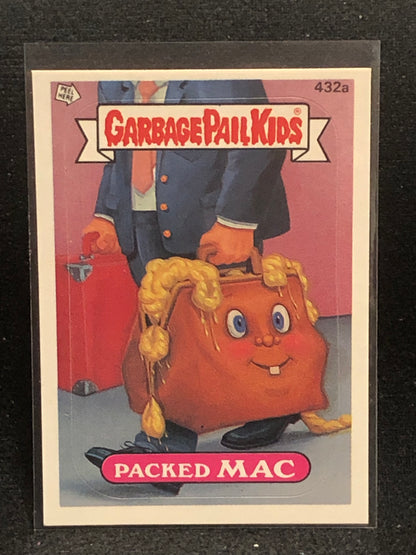 PEEL HERE
432a
GARBAGE PAIL KIDS®
PACKED MAC